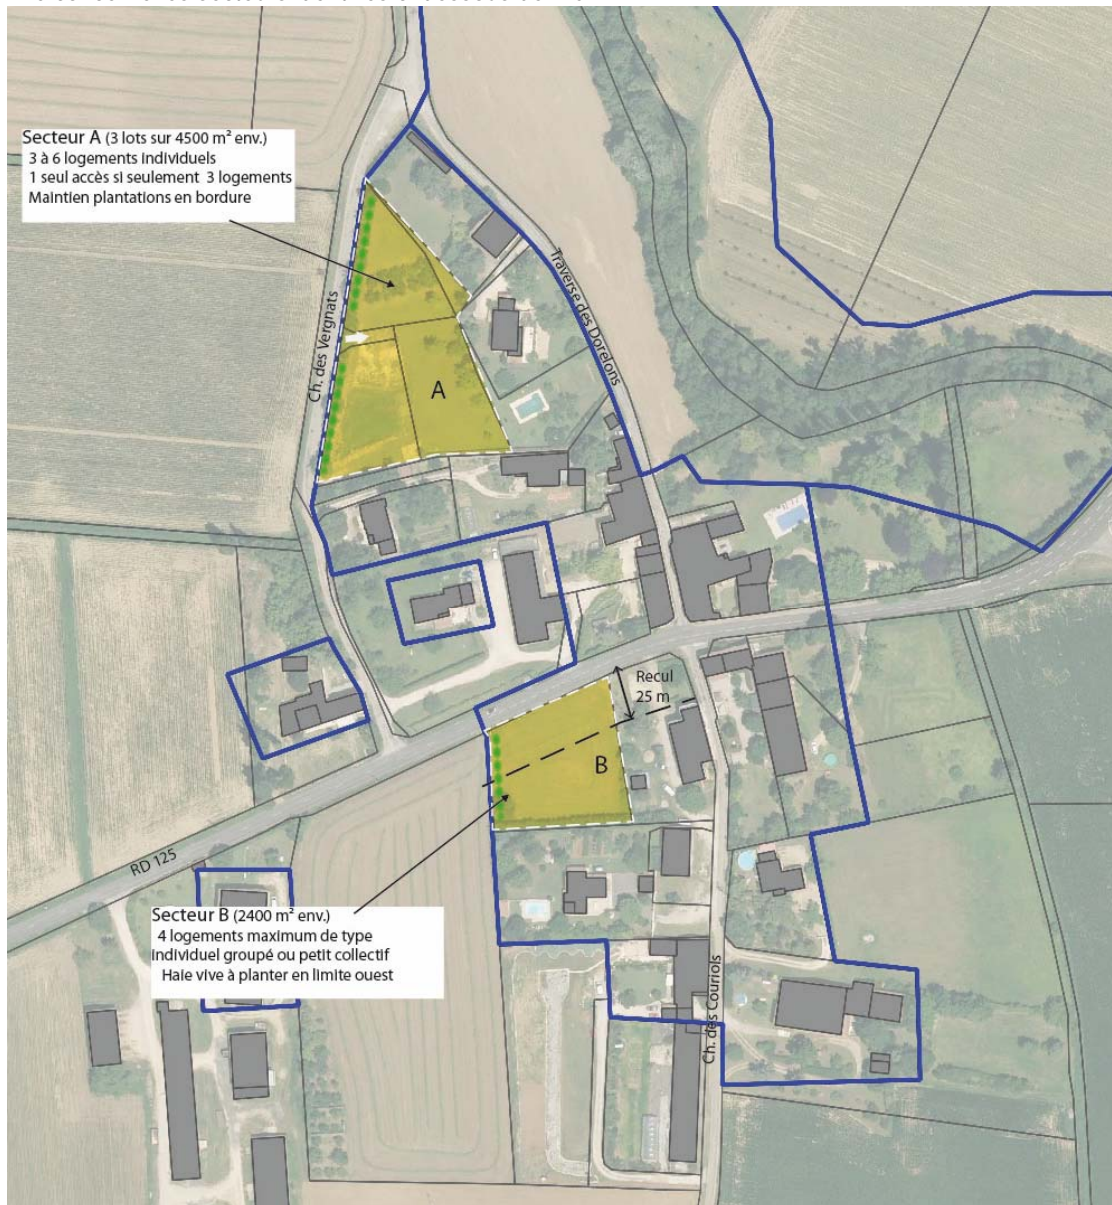 Secteur A (3 lots sur 4500 m² env.)
3 à 6 logements individuels
1 seul accès si seulement 3 logements
Maintien plantations en bordure
Ch. des Vergnats
Traverse des Dorelons
A
Recul
25 m
B
RD 125
Secteur B (2400 m² env.)
4 logements maximum de type
individuel groupé ou petit collectif
Haie vive à planter en limite ouest
Ch. des Couriols